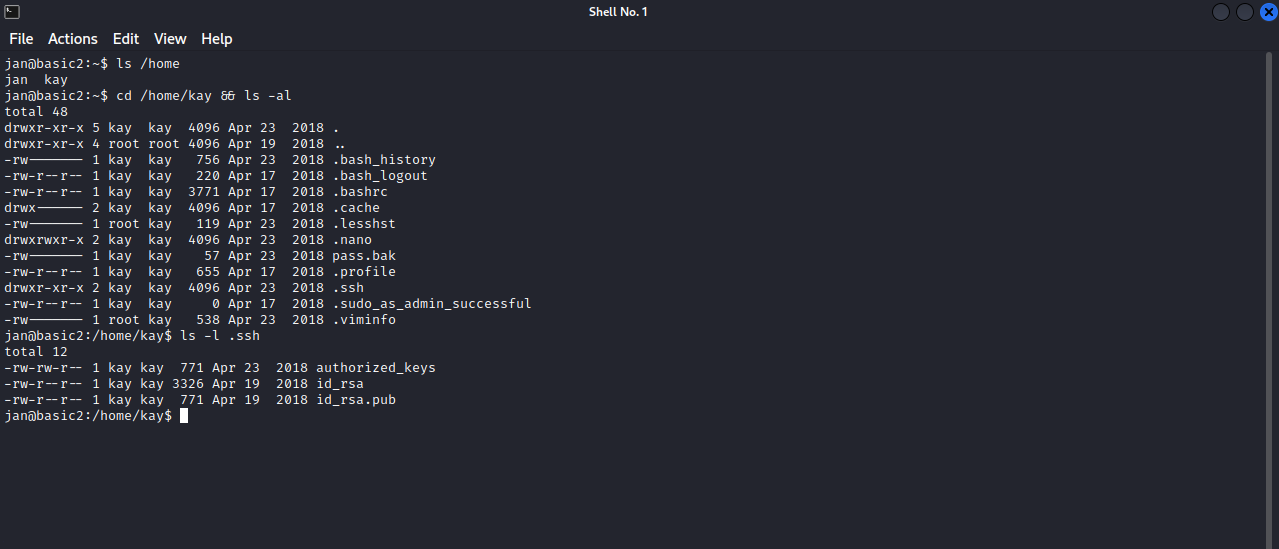 Shell No. 1
File Actions Edit View Help
jan@basic2:~$ ls /home
jan  kay
jan@basic2:~$ cd /home/kay && ls -al
total 48
drwxr-xr-x 5 kay  kay  4096 Apr 23  2018 .
drwxr-xr-x 4 root root 4096 Apr 19  2018 ..
-rw------- 1 kay  kay   756 Apr 23  2018 .bash_history
-rw-r--r-- 1 kay  kay   220 Apr 17  2018 .bash_logout
-rw-r--r-- 1 kay  kay  3771 Apr 17  2018 .bashrc
drwx------ 2 kay  kay  4096 Apr 17  2018 .cache
-rw------- 1 root kay   119 Apr 23  2018 .lesshst
drwxrwxr-x 2 kay  kay  4096 Apr 23  2018 .nano
-rw------- 1 kay  kay    57 Apr 23  2018 pass.bak
-rw-r--r-- 1 kay  kay   655 Apr 17  2018 .profile
drwxr-xr-x 2 kay  kay  4096 Apr 23  2018 .ssh
-rw-r--r-- 1 kay  kay     0 Apr 17  2018 .sudo_as_admin_successful
-rw------- 1 root kay   538 Apr 23  2018 .viminfo
jan@basic2:/home/kay$ ls -l .ssh
total 12
-rw-rw-r-- 1 kay kay  771 Apr 23  2018 authorized_keys
-rw-r--r-- 1 kay kay 3326 Apr 19  2018 id_rsa
-rw-r--r-- 1 kay kay  771 Apr 19  2018 id_rsa.pub
jan@basic2:/home/kay$